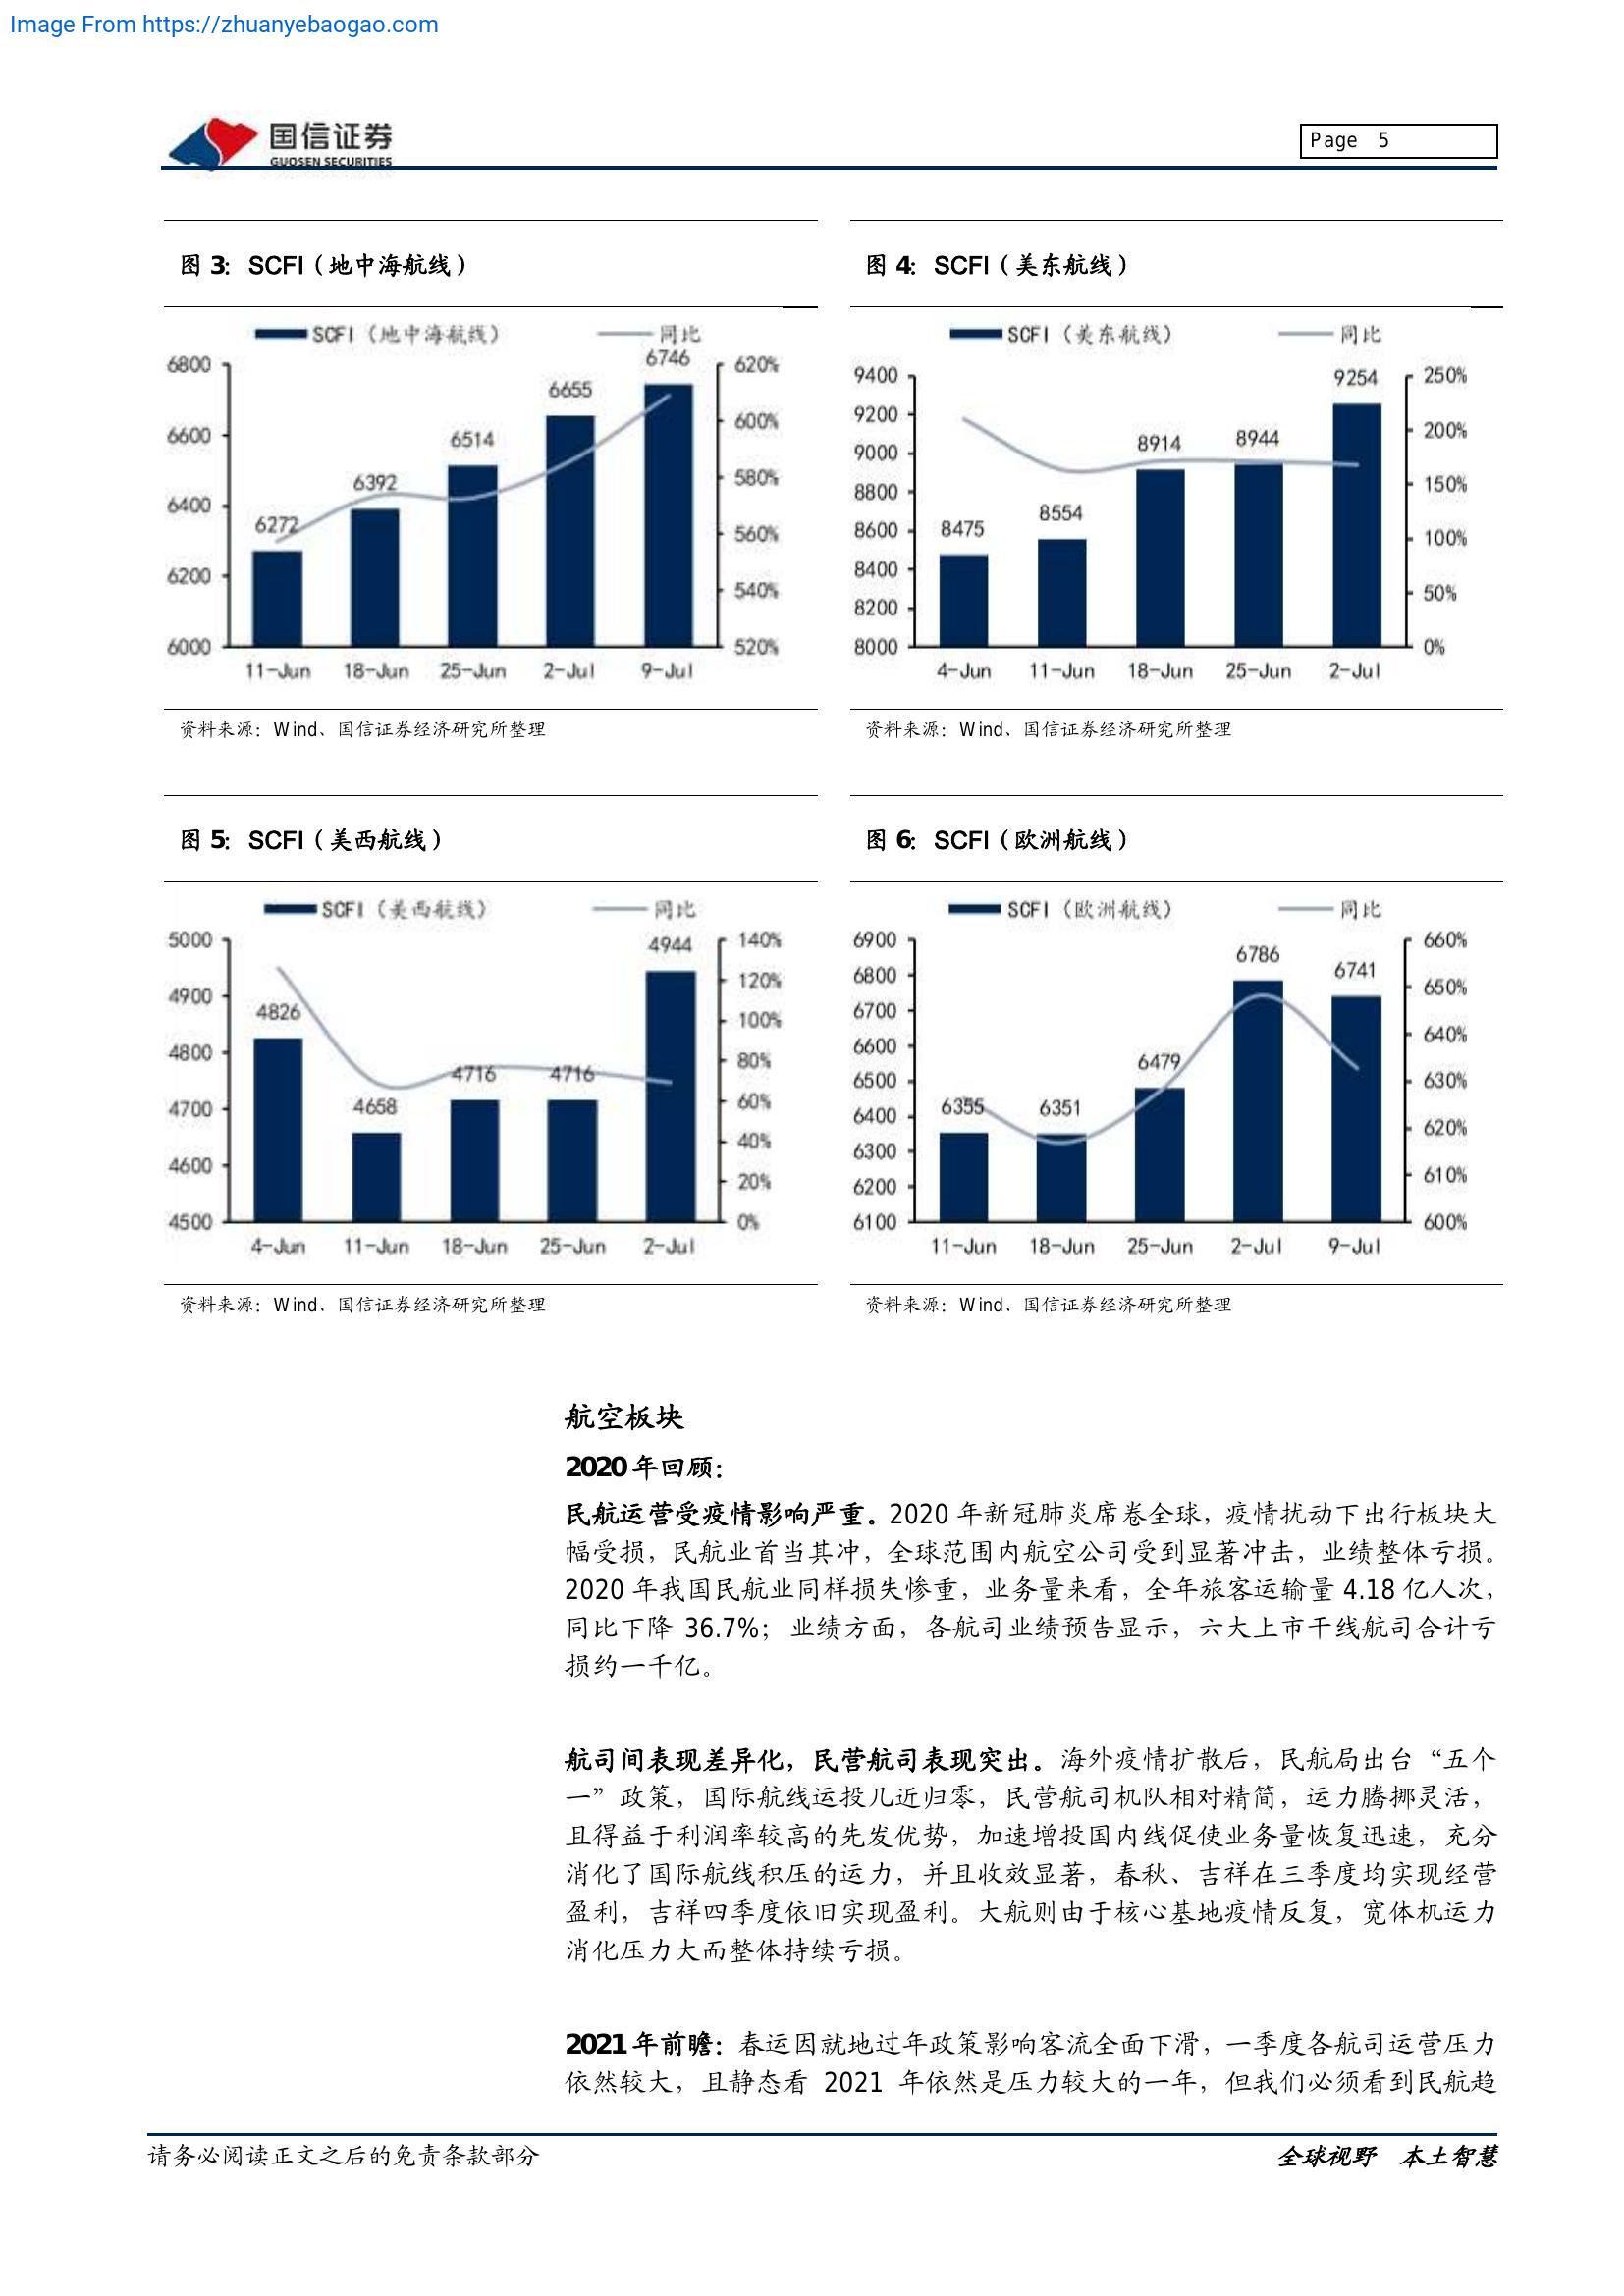 Image From https://zhuanyebaogao.com
国信证券
GUOSEN SECURITIES
Page 5
图 3: SCFI（地中海航线）
SCFI（地中海航线） 同比
6800
6600
6400
6200
6000
6272
6392
6514
6655
6746
620%
600%
580%
560%
540%
520%
11-Jun 18-Jun 25-Jun 2-Jul 9-Jul
资料来源：Wind、国信证券经济研究所整理
图 4: SCFI（美东航线）
SCFI（美东航线） 同比
9400
9200
9000
8800
8600
8400
8200
8000
8475
8554
8914
8944
9254
250%
200%
150%
100%
50%
0%
4-Jun 11-Jun 18-Jun 25-Jun 2-Jul
资料来源：Wind、国信证券经济研究所整理
图 5: SCFI（美西航线）
SCFI（美西航线） 同比
5000
4900
4800
4700
4600
4500
4826
4658
4716
4716
4944
140%
120%
100%
80%
60%
40%
20%
0%
4-Jun 11-Jun 18-Jun 25-Jun 2-Jul
资料来源：Wind、国信证券经济研究所整理
图 6: SCFI（欧洲航线）
SCFI（欧洲航线） 同比
6900
6800
6700
6600
6500
6400
6300
6200
6100
6355
6351
6479
6786
6741
660%
650%
640%
630%
620%
610%
600%
11-Jun 18-Jun 25-Jun 2-Jul 9-Jul
资料来源：Wind、国信证券经济研究所整理
航空板块
2020 年回顾：
民航运营受疫情影响严重。2020 年新冠肺炎席卷全球，疫情扰动下出行板块大
幅受损，民航业首当其冲，全球范围内航空公司受到显著冲击，业绩整体亏损。
2020 年我国民航业同样损失惨重，业务量来看，全年旅客运输量 4.18 亿人次，
同比下降 36.7%；业绩方面，各航司业绩预告显示，六大上市干线航司合计亏
损约一千亿。
航司间表现差异化，民营航司表现突出。海外疫情扩散后，民航局出台“五个
一”政策，国际航线运投几近归零，民营航司机队相对精简，运力腾挪灵活，
且得益于利润率较高的先发优势，加速增投国内线促使业务量恢复迅速，充分
消化了国际航线积压的运力，并且收效显著，春秋、吉祥在三季度均实现经营
盈利，吉祥四季度依旧实现盈利。大航则由于核心基地疫情反复，宽体机运力
消化压力大而整体持续亏损。
2021 年前瞻：春运因就地过年政策影响客流全面下滑，一季度各航司运营压力
依然较大，且静态看 2021 年依然是压力较大的一年，但我们必须看到民航趋
请务必阅读正文之后的免责条款部分
全球视野 本土智慧